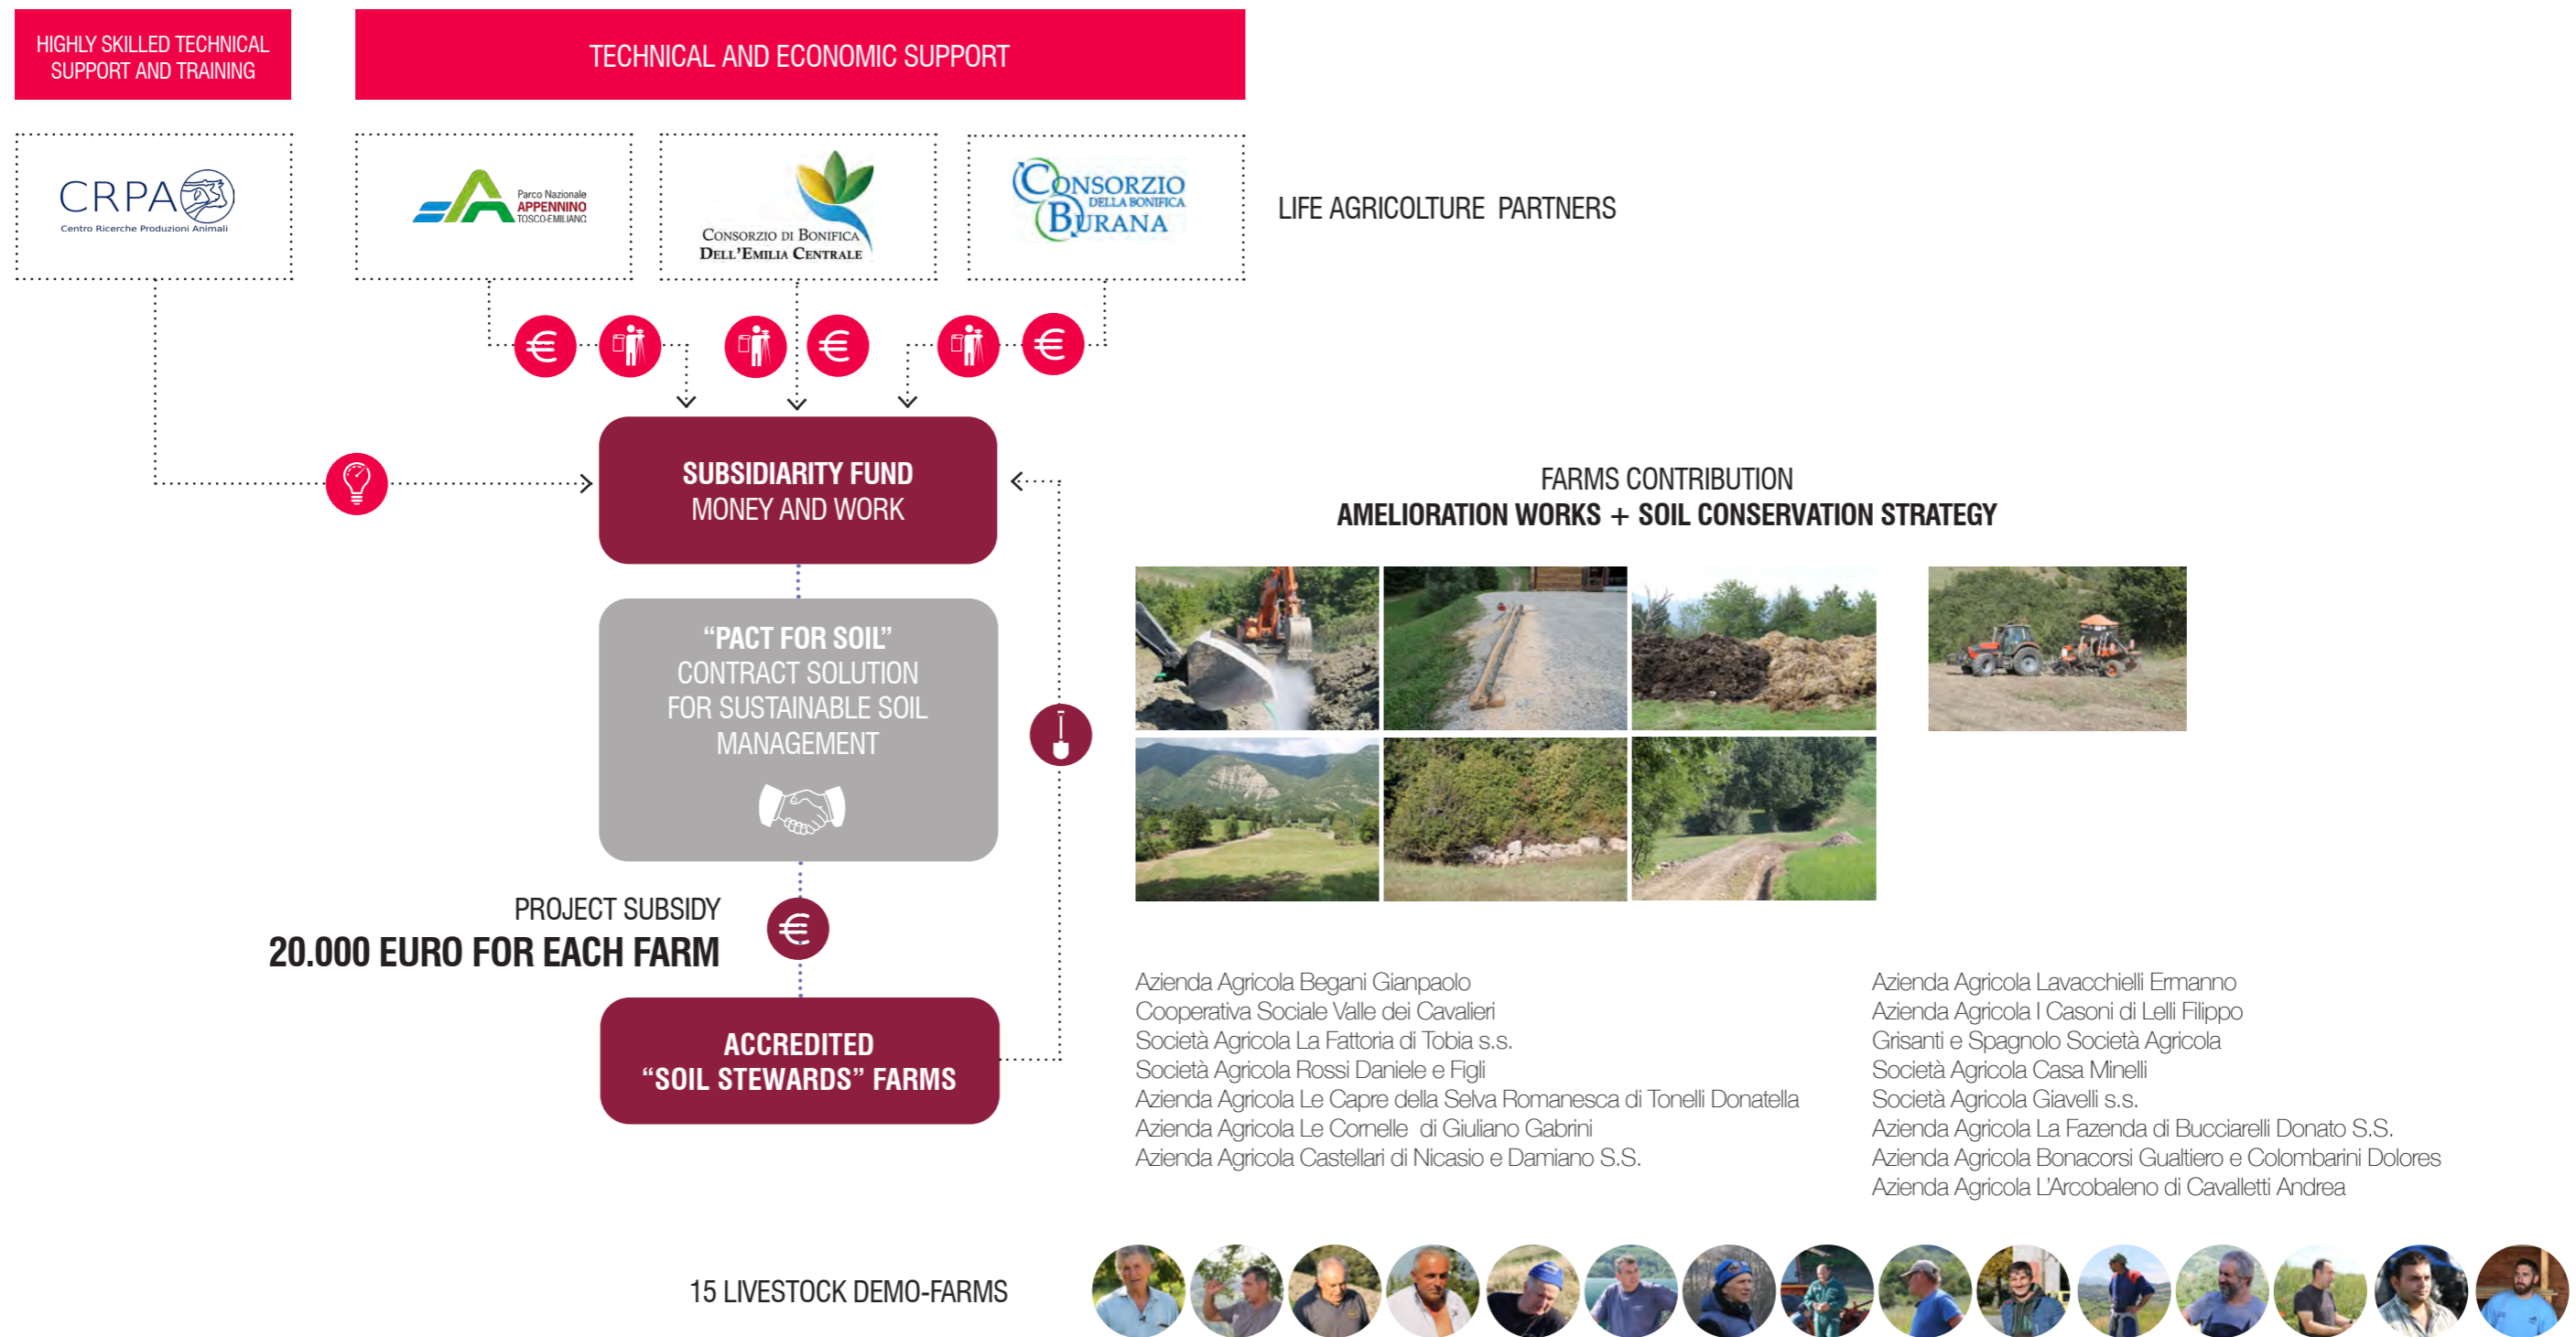 HIGHLY SKILLED TECHNICAL
SUPPORT AND TRAINING
TECHNICAL AND ECONOMIC SUPPORT
CRPA
Centro Ricerche Produzioni Animali
Parco Nazionale
APPENNINO
TOSCO-EMILIANO
CONSORZIO DI BONIFICA
DELL'EMILIA CENTRALE
CONSORZIO
DELLA BONIFICA
BURANA
LIFE AGRICOLTURE PARTNERS
€
€
€
SUBSIDIARITY FUND
MONEY AND WORK
FARMS CONTRIBUTION
AMELIORATION WORKS + SOIL CONSERVATION STRATEGY
“PACT FOR SOIL”
CONTRACT SOLUTION
FOR SUSTAINABLE SOIL
MANAGEMENT
PROJECT SUBSIDY
20.000 EURO FOR EACH FARM
€
ACCREDITED
“SOIL STEWARDS” FARMS
Azienda Agricola Begani Gianpaolo
Cooperativa Sociale Valle dei Cavalieri
Società Agricola La Fattoria di Tobia s.s.
Società Agricola Rossi Daniele e Figli
Azienda Agricola Le Capre della Selva Romanesca di Tonelli Donatella
Azienda Agricola Le Cornelle di Giuliano Gabrini
Azienda Agricola Castellari di Nicasio e Damiano S.S.
Azienda Agricola Lavacchielli Ermanno
Azienda Agricola I Casoni di Lelli Filippo
Grisanti e Spagnolo Società Agricola
Società Agricola Casa Minelli
Società Agricola Giavelli s.s.
Azienda Agricola La Fazenda di Bucciarelli Donato S.S.
Azienda Agricola Bonacorsi Gualtiero e Colombarini Dolores
Azienda Agricola L'Arcobaleno di Cavalletti Andrea
15 LIVESTOCK DEMO-FARMS